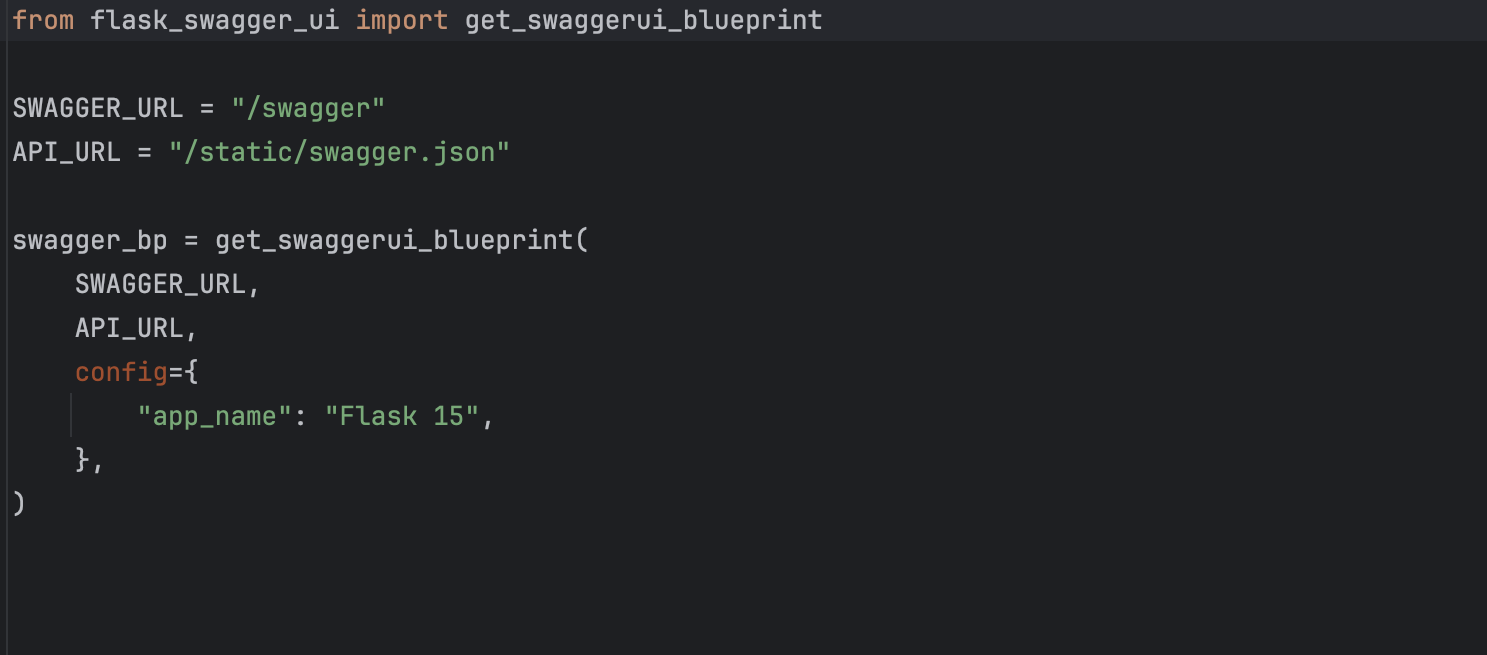 from flask_swagger_ui import get_swaggerui_blueprint
SWAGGER_URL = "/swagger"
API_URL = "/static/swagger.json"
swagger_bp = get_swaggerui_blueprint(
    SWAGGER_URL,
    API_URL,
    config={
        "app_name": "Flask 15",
    },
)